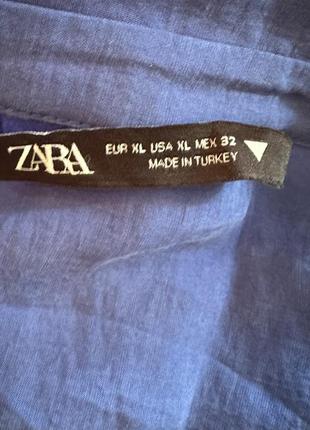 ZARA
EUR XL USA XL MEX 32
MADE IN TURKEY